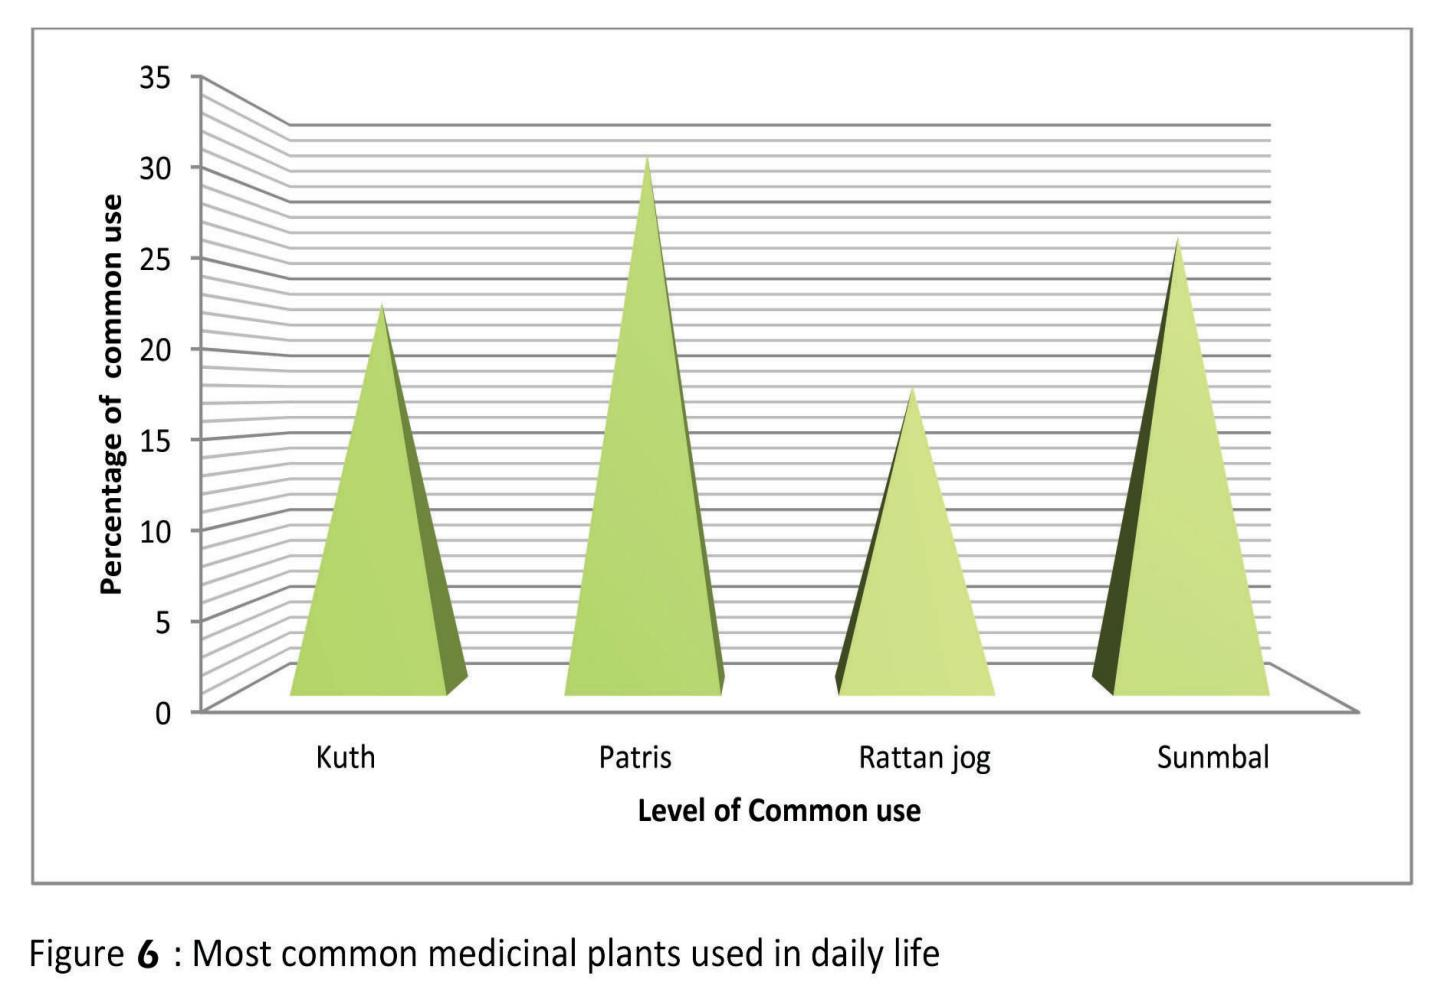 35
30
25
20
15
10
5
0
Percentage of common use
Kuth Patris Rattan jog Sunmbal
Level of Common use
Figure 6 : Most common medicinal plants used in daily life